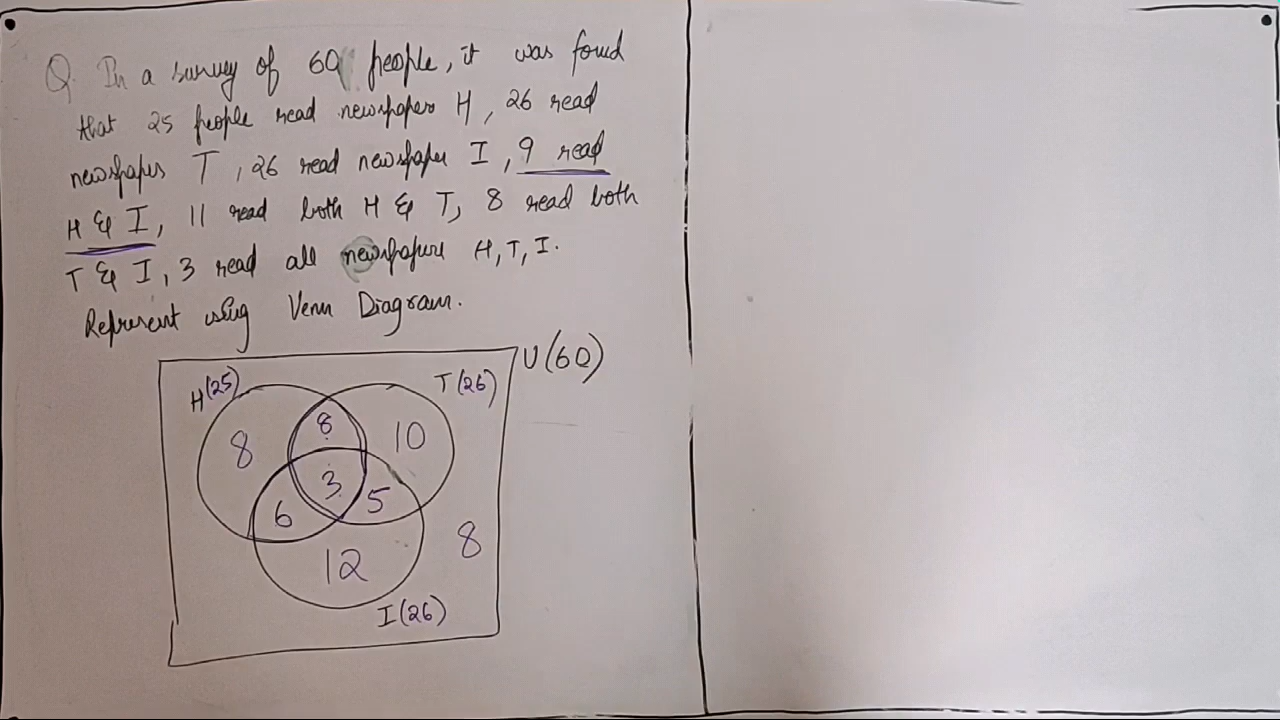 Q. In a survey of 60 people, it was found
that 25 people read newspapers H, 26 read
newspapers T, 26 read newspaper I, 9 read
H & I, 11 read both H & T, 8 read both
T & I, 3 read all newspapers H, T, I.
Represent using Venn Diagram.
U(60)
H(25)
T(26)
8
8
10
3
6
5
12
8
I(26)